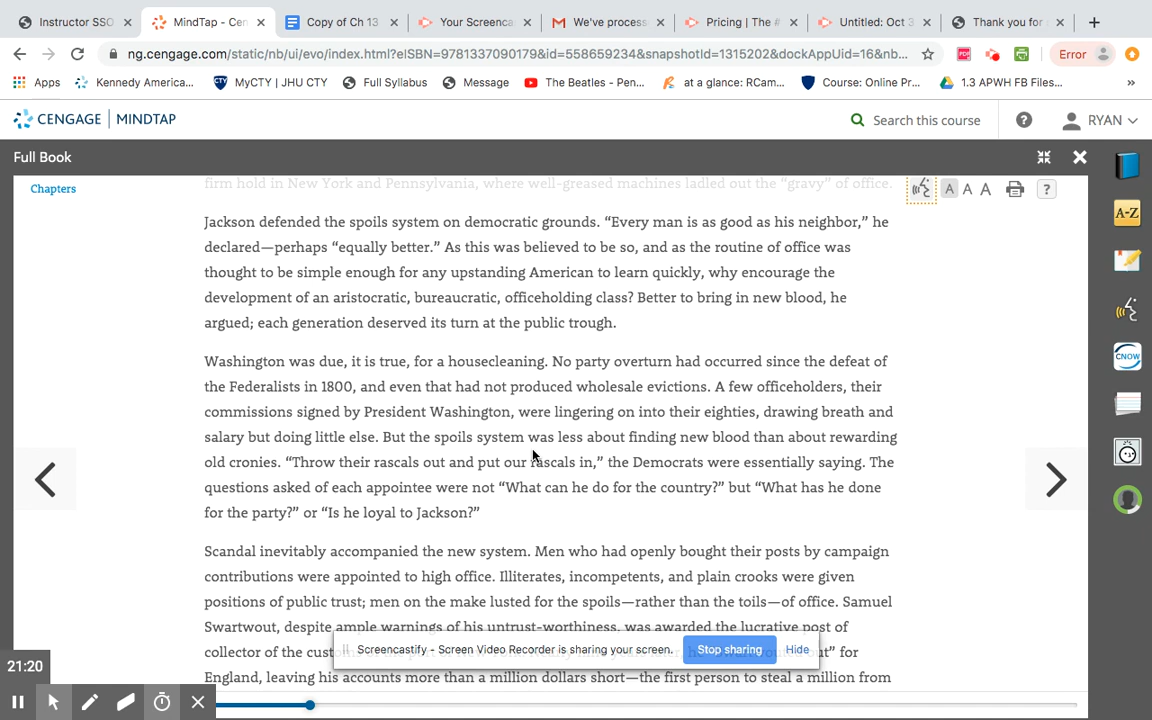 Instructor SSO
MindTap - Cen
Copy of Ch 13
Your Screencas
We've process
Pricing | The #
Untitled: Oct 3
Thank you for
ng.cengage.com/static/nb/ui/evo/index.html?eISBN=9781337090179&id=558659234&snapshotId=1315202&dockAppUid=16&nb...
PDF
Error
Apps
Kennedy America...
CTY MyCTY | JHU CTY
Full Syllabus
Message
The Beatles - Pen...
at a glance: RCam...
Course: Online Pr...
1.3 APWH FB Files...
»
CENGAGE | MINDTAP
Search this course
?
RYAN
Full Book
Chapters
A A A ?
A-Z
CNOW
firm hold in New York and Pennsylvania, where well-greased machines ladled out the “gravy” of office.
Jackson defended the spoils system on democratic grounds. “Every man is as good as his neighbor,” he
declared—perhaps “equally better.” As this was believed to be so, and as the routine of office was
thought to be simple enough for any upstanding American to learn quickly, why encourage the
development of an aristocratic, bureaucratic, officeholding class? Better to bring in new blood, he
argued; each generation deserved its turn at the public trough.
Washington was due, it is true, for a housecleaning. No party overturn had occurred since the defeat of
the Federalists in 1800, and even that had not produced wholesale evictions. A few officeholders, their
commissions signed by President Washington, were lingering on into their eighties, drawing breath and
salary but doing little else. But the spoils system was less about finding new blood than about rewarding
old cronies. “Throw their rascals out and put our rascals in,” the Democrats were essentially saying. The
questions asked of each appointee were not “What can he do for the country?” but “What has he done
for the party?” or “Is he loyal to Jackson?”
Scandal inevitably accompanied the new system. Men who had openly bought their posts by campaign
contributions were appointed to high office. Illiterates, incompetents, and plain crooks were given
positions of public trust; men on the make lusted for the spoils—rather than the toils—of office. Samuel
Swartwout, despite ample warnings of his untrust-worthiness, was awarded the lucrative post of
collector of the out” for
England, leaving his accounts more than a million dollars short—the first person to steal a million from
Screencastify - Screen Video Recorder is sharing your screen.
Stop sharing
Hide
21:20